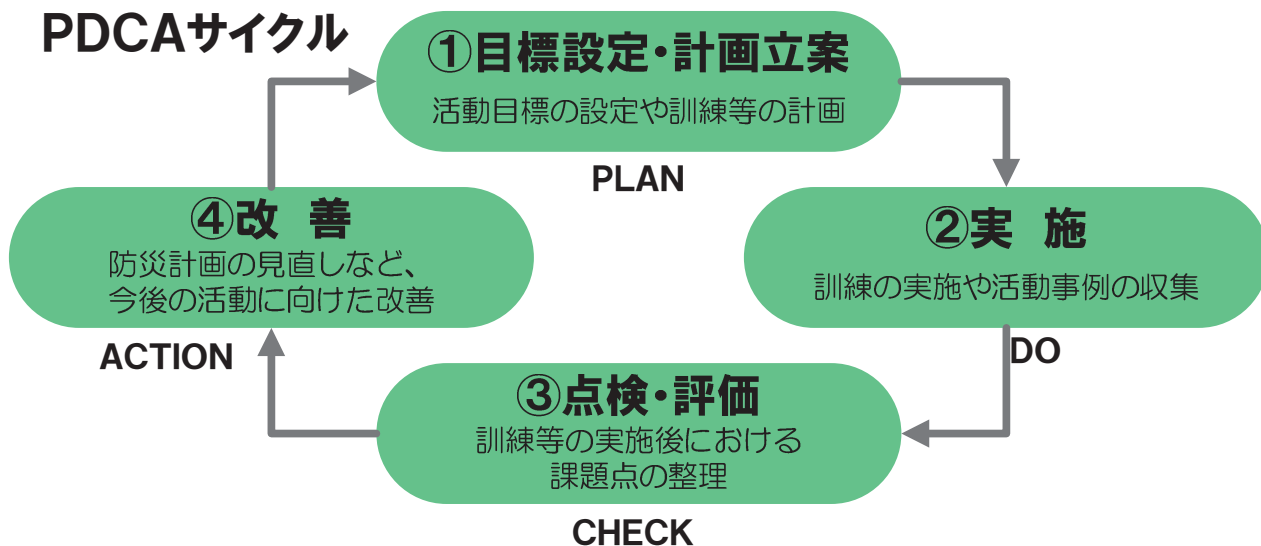 PDCAサイクル
①目標設定・計画立案
活動目標の設定や訓練等の計画
PLAN
②実 施
訓練の実施や活動事例の収集
DO
③点検・評価
訓練等の実施後における
課題点の整理
CHECK
④改 善
防災計画の見直しなど、
今後の活動に向けた改善
ACTION